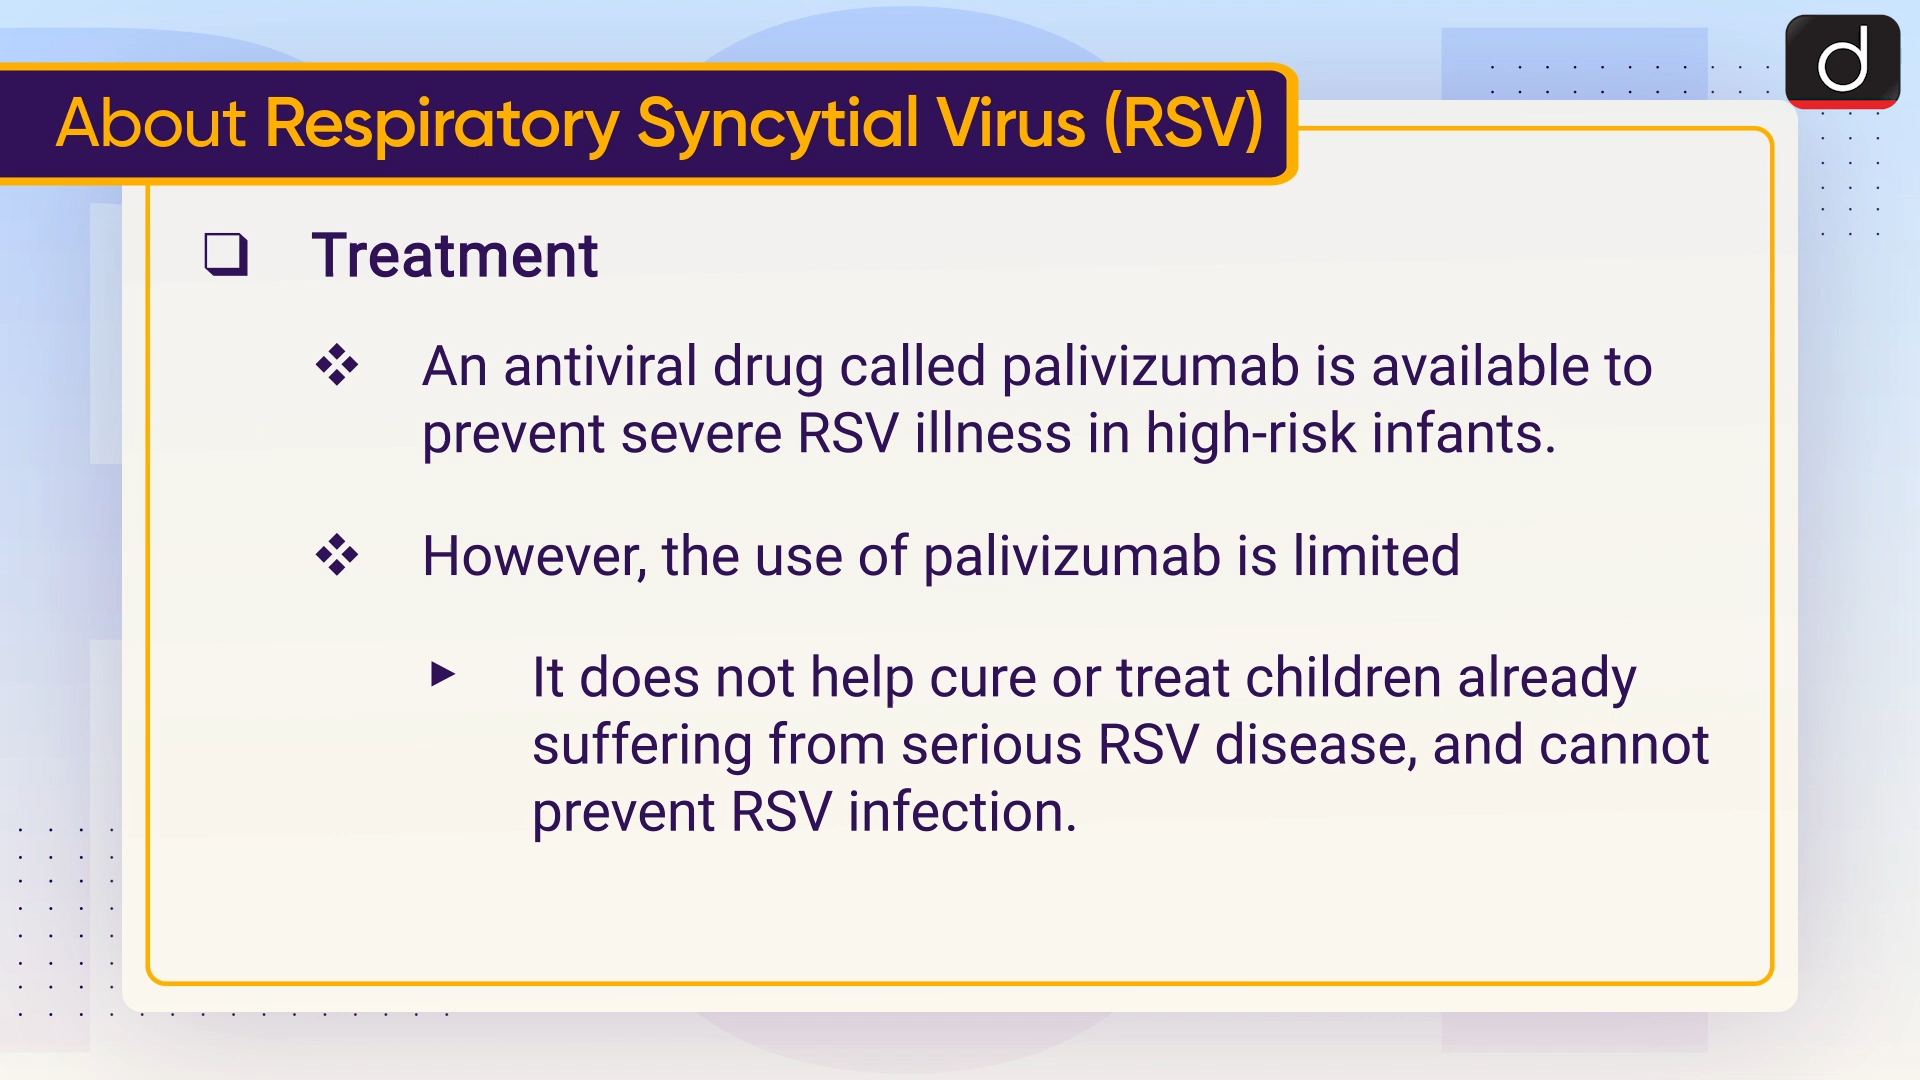 About Respiratory Syncytial Virus (RSV)
d
❑ Treatment
❖ An antiviral drug called palivizumab is available to
prevent severe RSV illness in high-risk infants.
❖ However, the use of palivizumab is limited
► It does not help cure or treat children already
suffering from serious RSV disease, and cannot
prevent RSV infection.